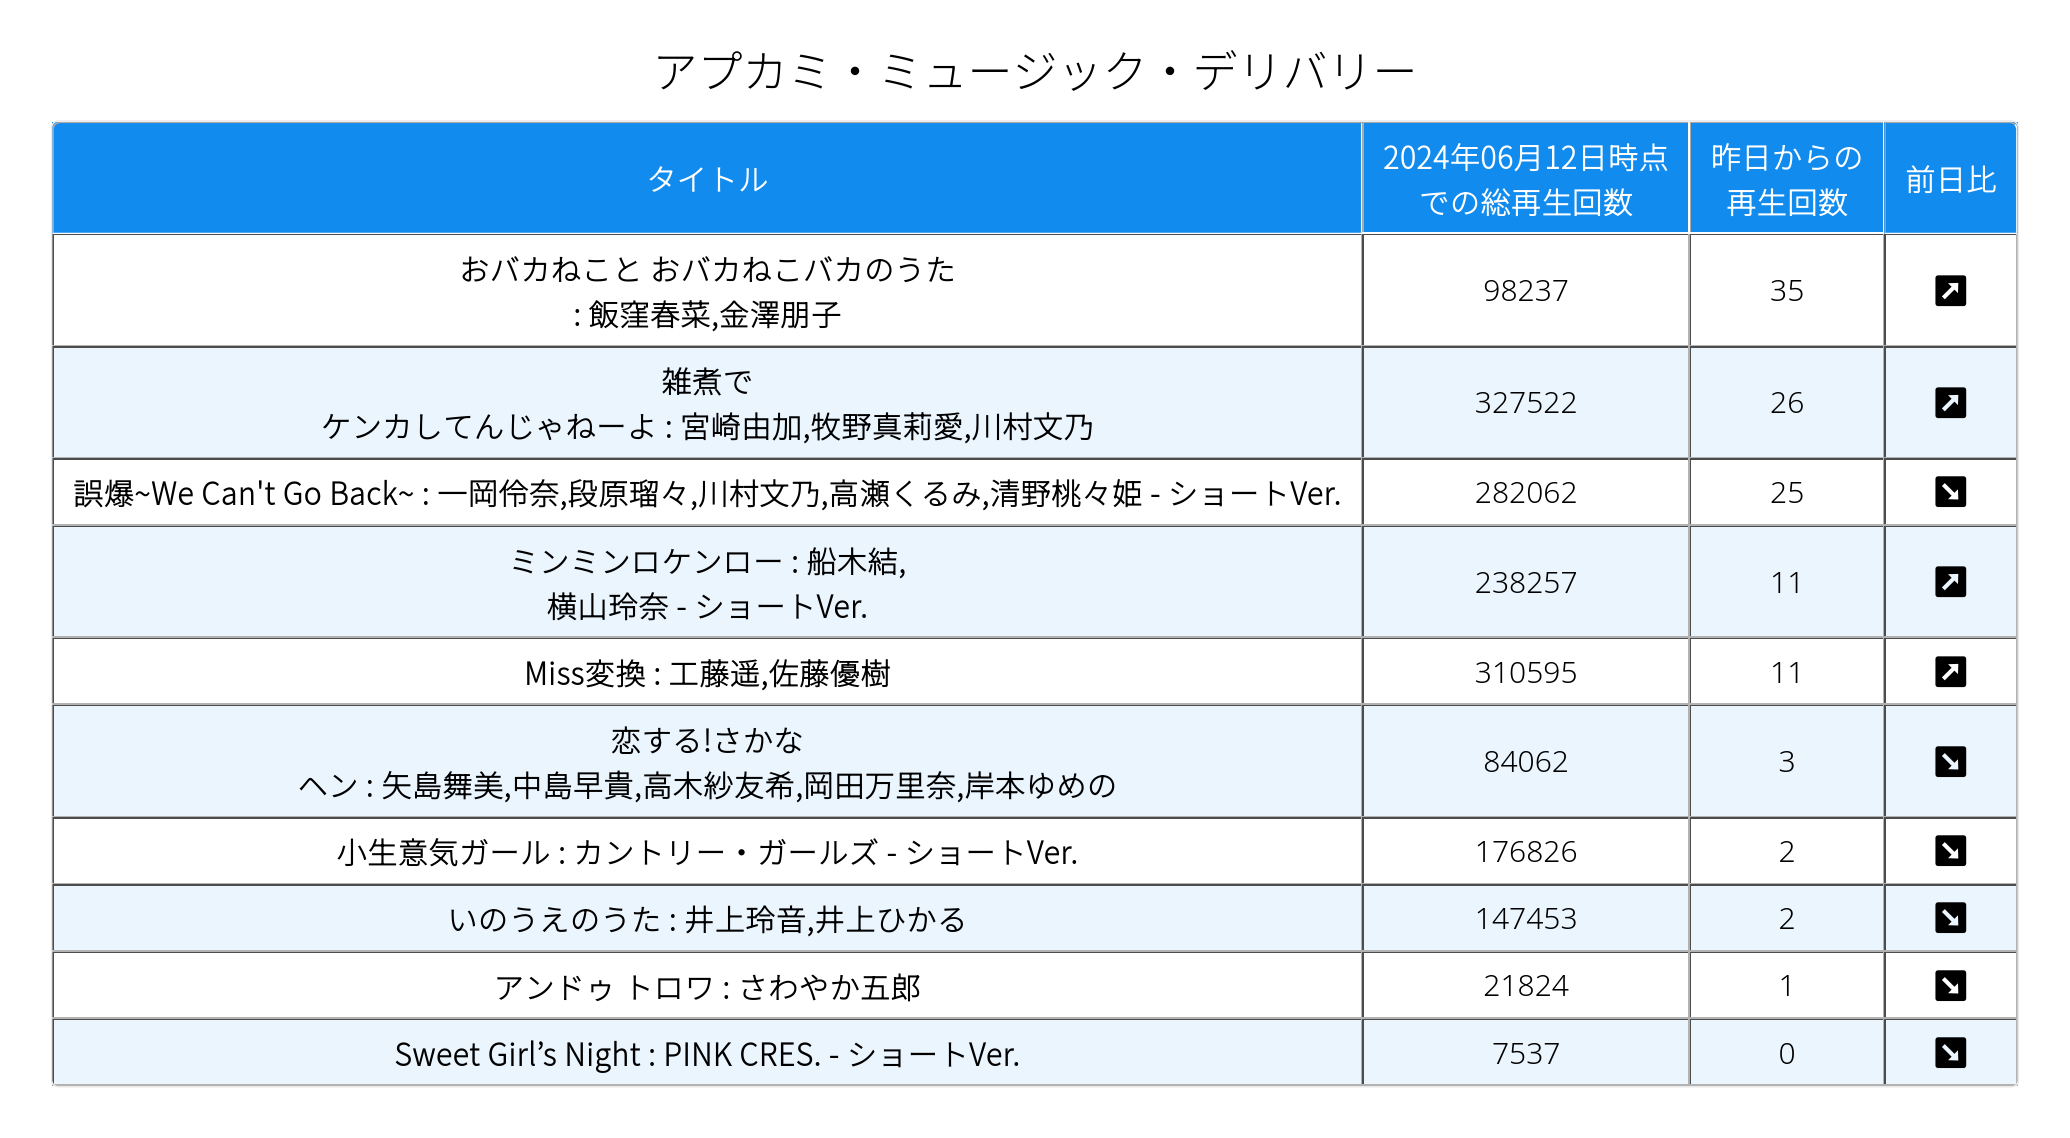 アプカミ・ミュージック・デリバリー
タイトル
2024年06月12日時点
での総再生回数
昨日からの
再生回数
前日比
おバカねこと おバカねこバカのうた
: 飯窪春菜,金澤朋子
98237
35
雑煮で
ケンカしてんじゃねーよ : 宮崎由加,牧野真莉愛,川村文乃
327522
26
誤爆~We Can't Go Back~ : 一岡伶奈,段原瑠々,川村文乃,高瀬くるみ,清野桃々姫 - ショートVer.
282062
25
ミンミンロケンロー : 船木結,
横山玲奈 - ショートVer.
238257
11
Miss変換 : 工藤遥,佐藤優樹
310595
11
恋する!さかな
ヘン : 矢島舞美,中島早貴,高木紗友希,岡田万里奈,岸本ゆめの
84062
3
小生意気ガール : カントリー・ガールズ - ショートVer.
176826
2
いのうえのうた : 井上玲音,井上ひかる
147453
2
アンドゥ トロワ : さわやか五郎
21824
1
Sweet Girl’s Night : PINK CRES. - ショートVer.
7537
0